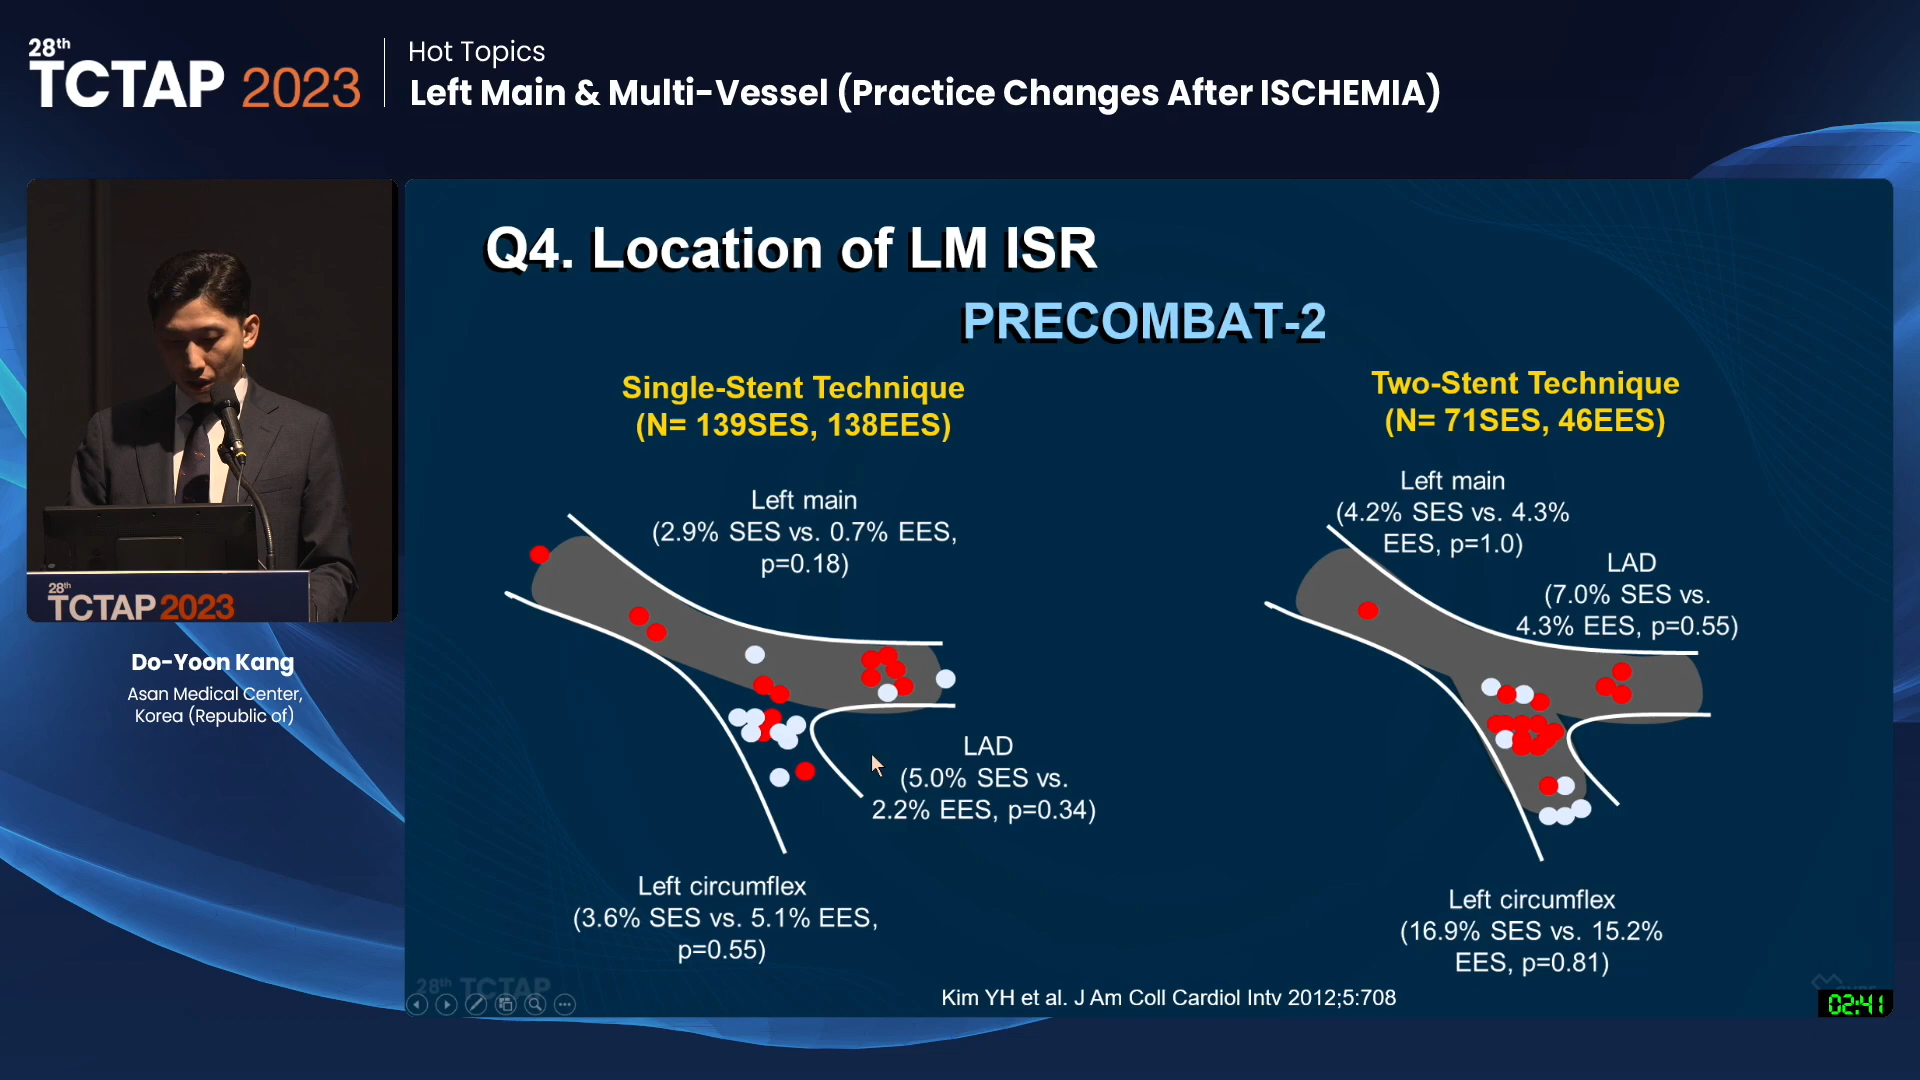 28th
TCTAP 2023
Hot Topics
Left Main & Multi-Vessel (Practice Changes After ISCHEMIA)
28th
TCTAP 2023
Do-Yoon Kang
Asan Medical Center,
Korea (Republic of)
Q4. Location of LM ISR
PRECOMBAT-2
Single-Stent Technique
(N= 139SES, 138EES)
Left main
(2.9% SES vs. 0.7% EES,
p=0.18)
LAD
(5.0% SES vs.
2.2% EES, p=0.34)
Left circumflex
(3.6% SES vs. 5.1% EES,
p=0.55)
Two-Stent Technique
(N= 71SES, 46EES)
Left main
(4.2% SES vs. 4.3%
EES, p=1.0)
LAD
(7.0% SES vs.
4.3% EES, p=0.55)
Left circumflex
(16.9% SES vs. 15.2%
EES, p=0.81)
28th TCTAP
Kim YH et al. J Am Coll Cardiol Intv 2012;5:708
02:41